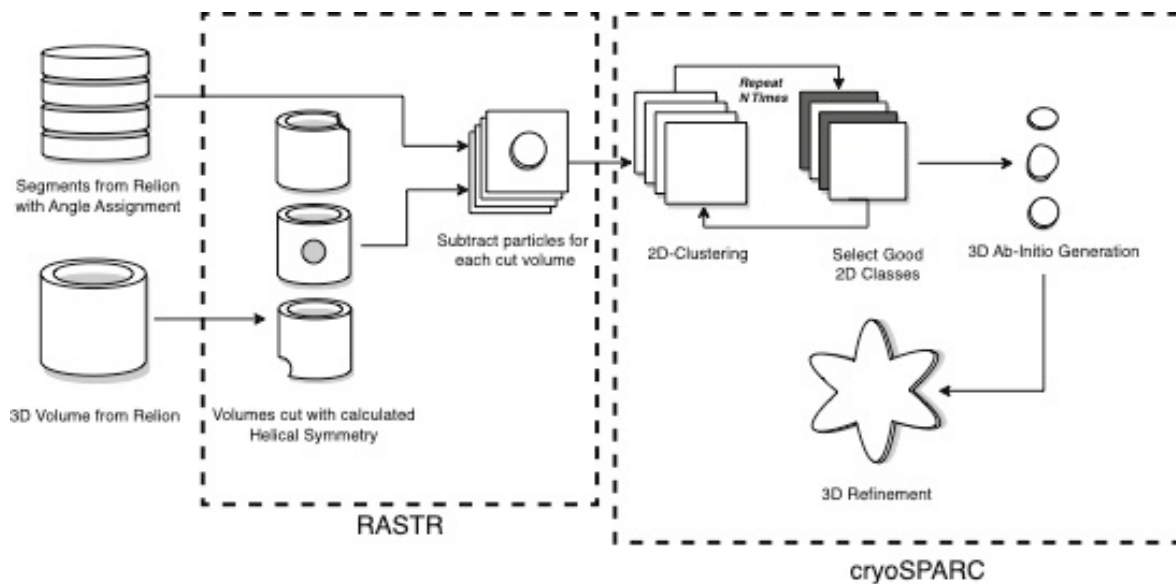 Segments from Relion
with Angle Assignment
3D Volume from Relion
Volumes cut with calculated
Helical Symmetry
Subtract particles for
each cut volume
RASTR
Repeat
N Times
2D-Clustering
Select Good
2D Classes
3D Ab-Initio Generation
3D Refinement
cryoSPARC